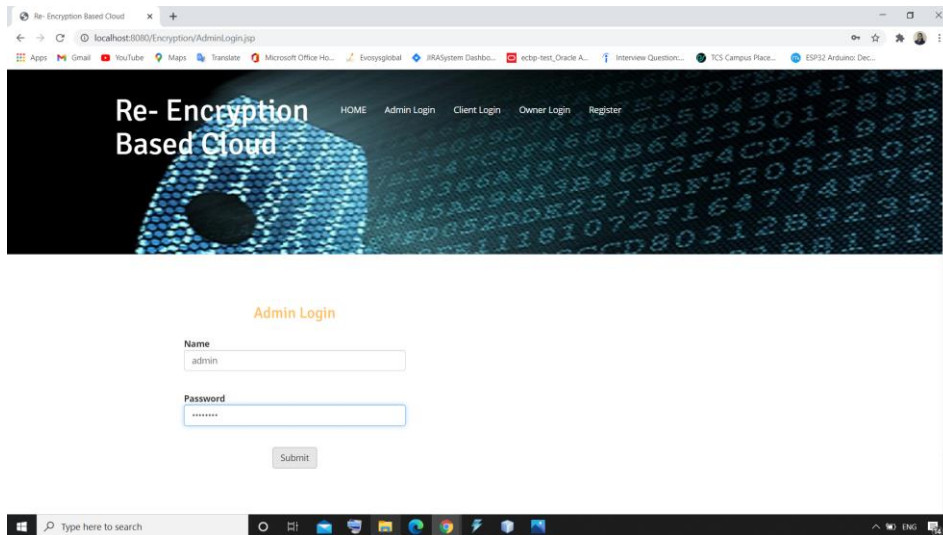 Re- Encryption Based Cloud
localhost:8080/Encryption/AdminLogin.jsp
Apps Gmail YouTube Maps Translate Microsoft Office Ho... Evosysglobal JIRASystem Dashbo... ecbp-test_Oracle A... Interview Question:... TCS Campus Place... ESP32 Arduino: Dec...
Re- Encryption
Based Cloud
HOME Admin Login Client Login Owner Login Register
Admin Login
Name
admin
Password
••••••••
Submit
Type here to search
ENG